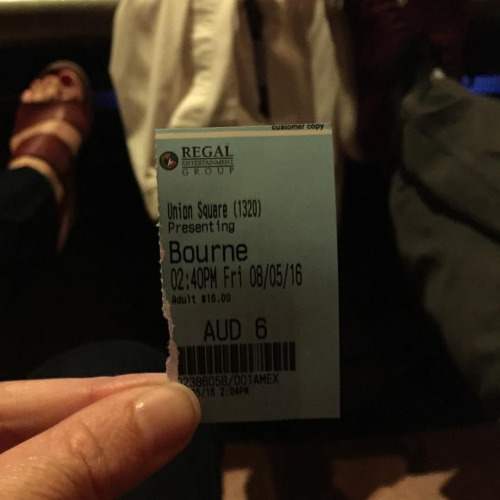 customer copy
REGAL
ENTERTAINMENT
GROUP
Union Square (1320)
Presenting
Bourne
02:40PM Fri 08/05/16
Adult $16.00
AUD 6
/001AMEX
2:04PM